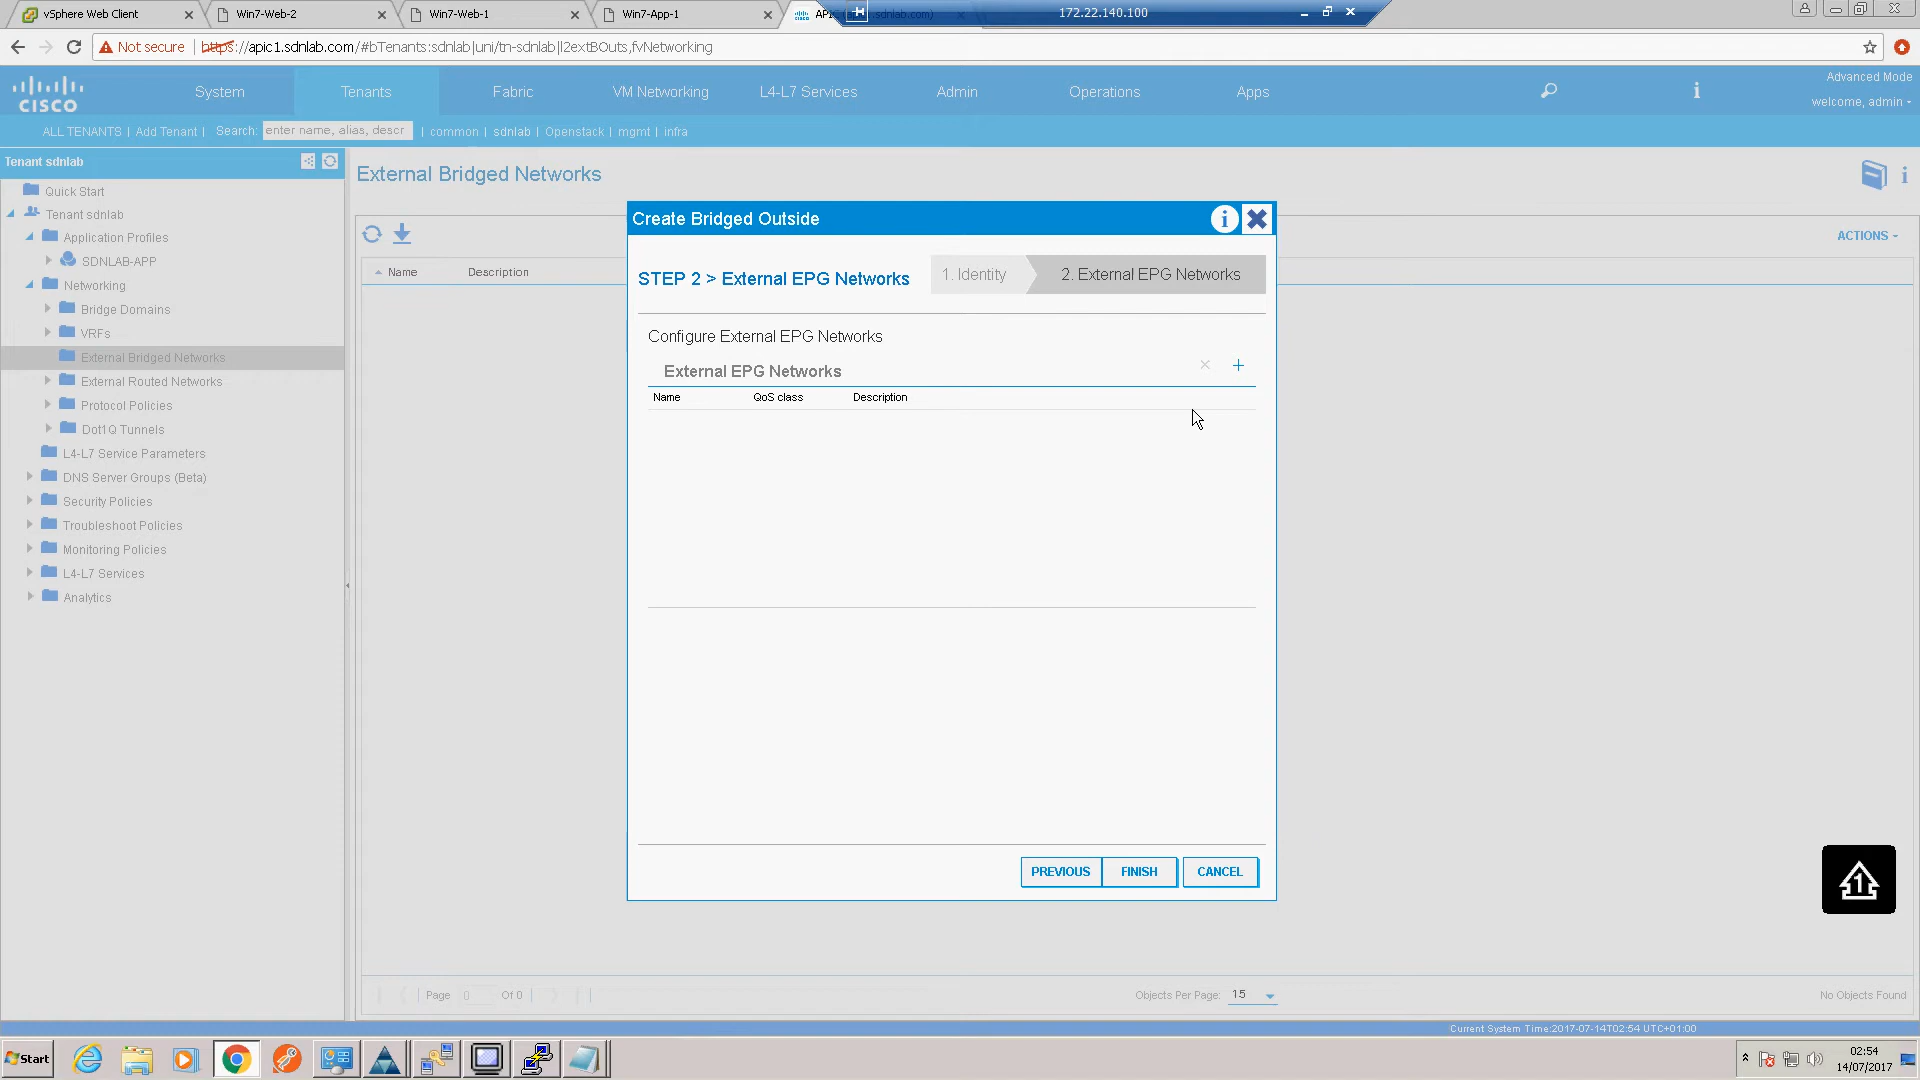 vSphere Web Client
Win7-Web-2
Win7-Web-1
Win7-App-1
172.22.140.100
Not secure | https://apic1.sdnlab.com/#bTenants:sdnlab|uni/tn-sdnlab|l2extBOuts,fvNetworking
CISCO
System
Tenants
Fabric
VM Networking
L4-L7 Services
Admin
Operations
Apps
Advanced Mode
welcome, admin
ALL TENANTS | Add Tenant | Search: enter name, alias, descr | common | sdnlab | Openstack | mgmt | infra
Tenant sdnlab
Quick Start
Tenant sdnlab
Application Profiles
SDNLAB-APP
Networking
Bridge Domains
VRFs
External Bridged Networks
External Routed Networks
Protocol Policies
Dot1Q Tunnels
L4-L7 Service Parameters
DNS Server Groups (Beta)
Security Policies
Troubleshoot Policies
Monitoring Policies
L4-L7 Services
Analytics
External Bridged Networks
ACTIONS
Name
Description
Create Bridged Outside
STEP 2 > External EPG Networks
1. Identity
2. External EPG Networks
Configure External EPG Networks
External EPG Networks
Name
QoS class
Description
PREVIOUS
FINISH
CANCEL
Page 0 Of 0
Objects Per Page: 15
No Objects Found
Current System Time:2017-07-14T02:54 UTC+01:00
Start
02:54
14/07/2017